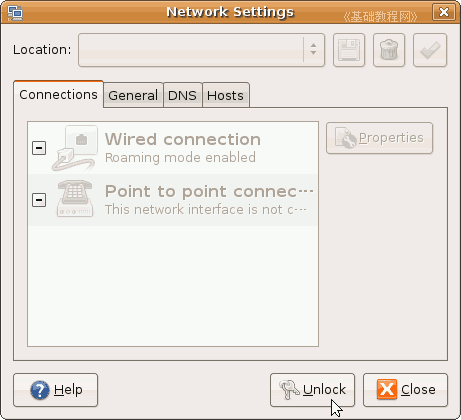 Network Settings
《基础教程网》
Location:
Connections
General
DNS
Hosts
Wired connection
Roaming mode enabled
Properties
Point to point connec···
This network interface is not c···
Help
Unlock
Close